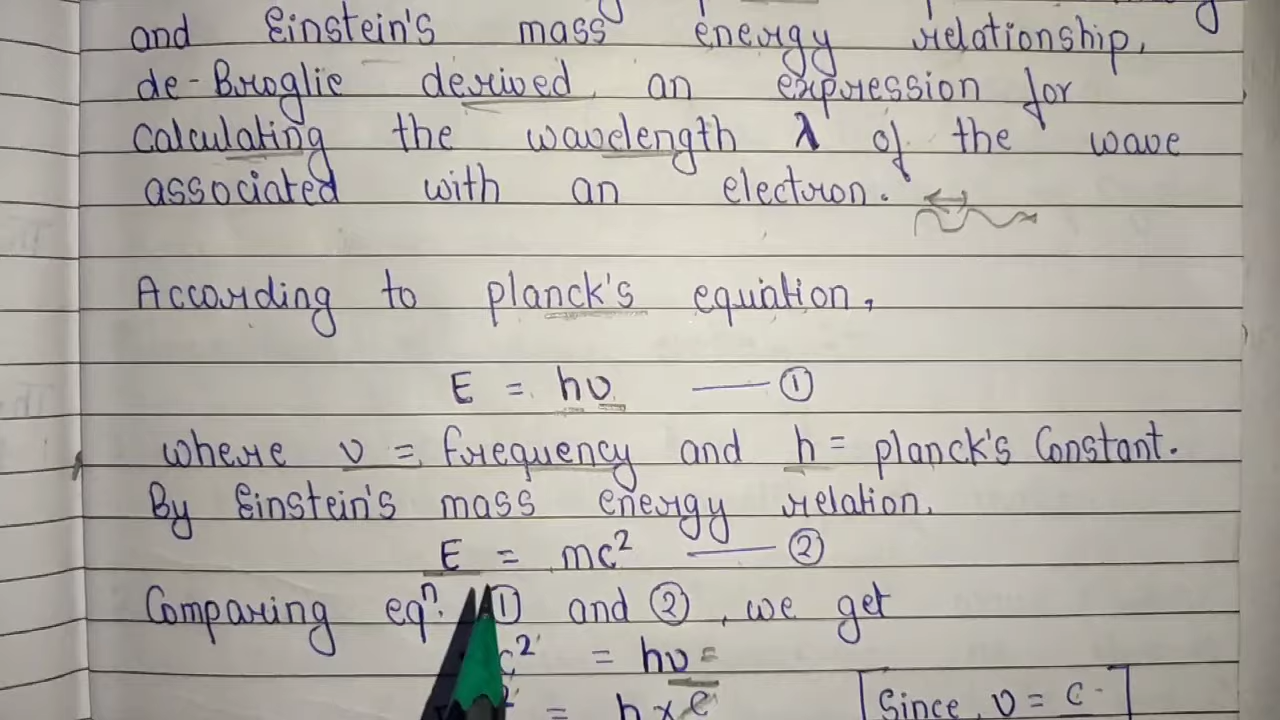 and Einstein's mass energy relationship,
de-Broglie derived an expression for
calculating the wavelength λ of the wave
associated with an electron.
According to planck's equation,
E = hυ —— ①
where υ = frequency and h = planck's Constant.
By Einstein's mass energy relation.
E = mc² —— ②
Comparing eqⁿ. ① and ②, we get
c² = hυ =
² = h × c Since, υ = c